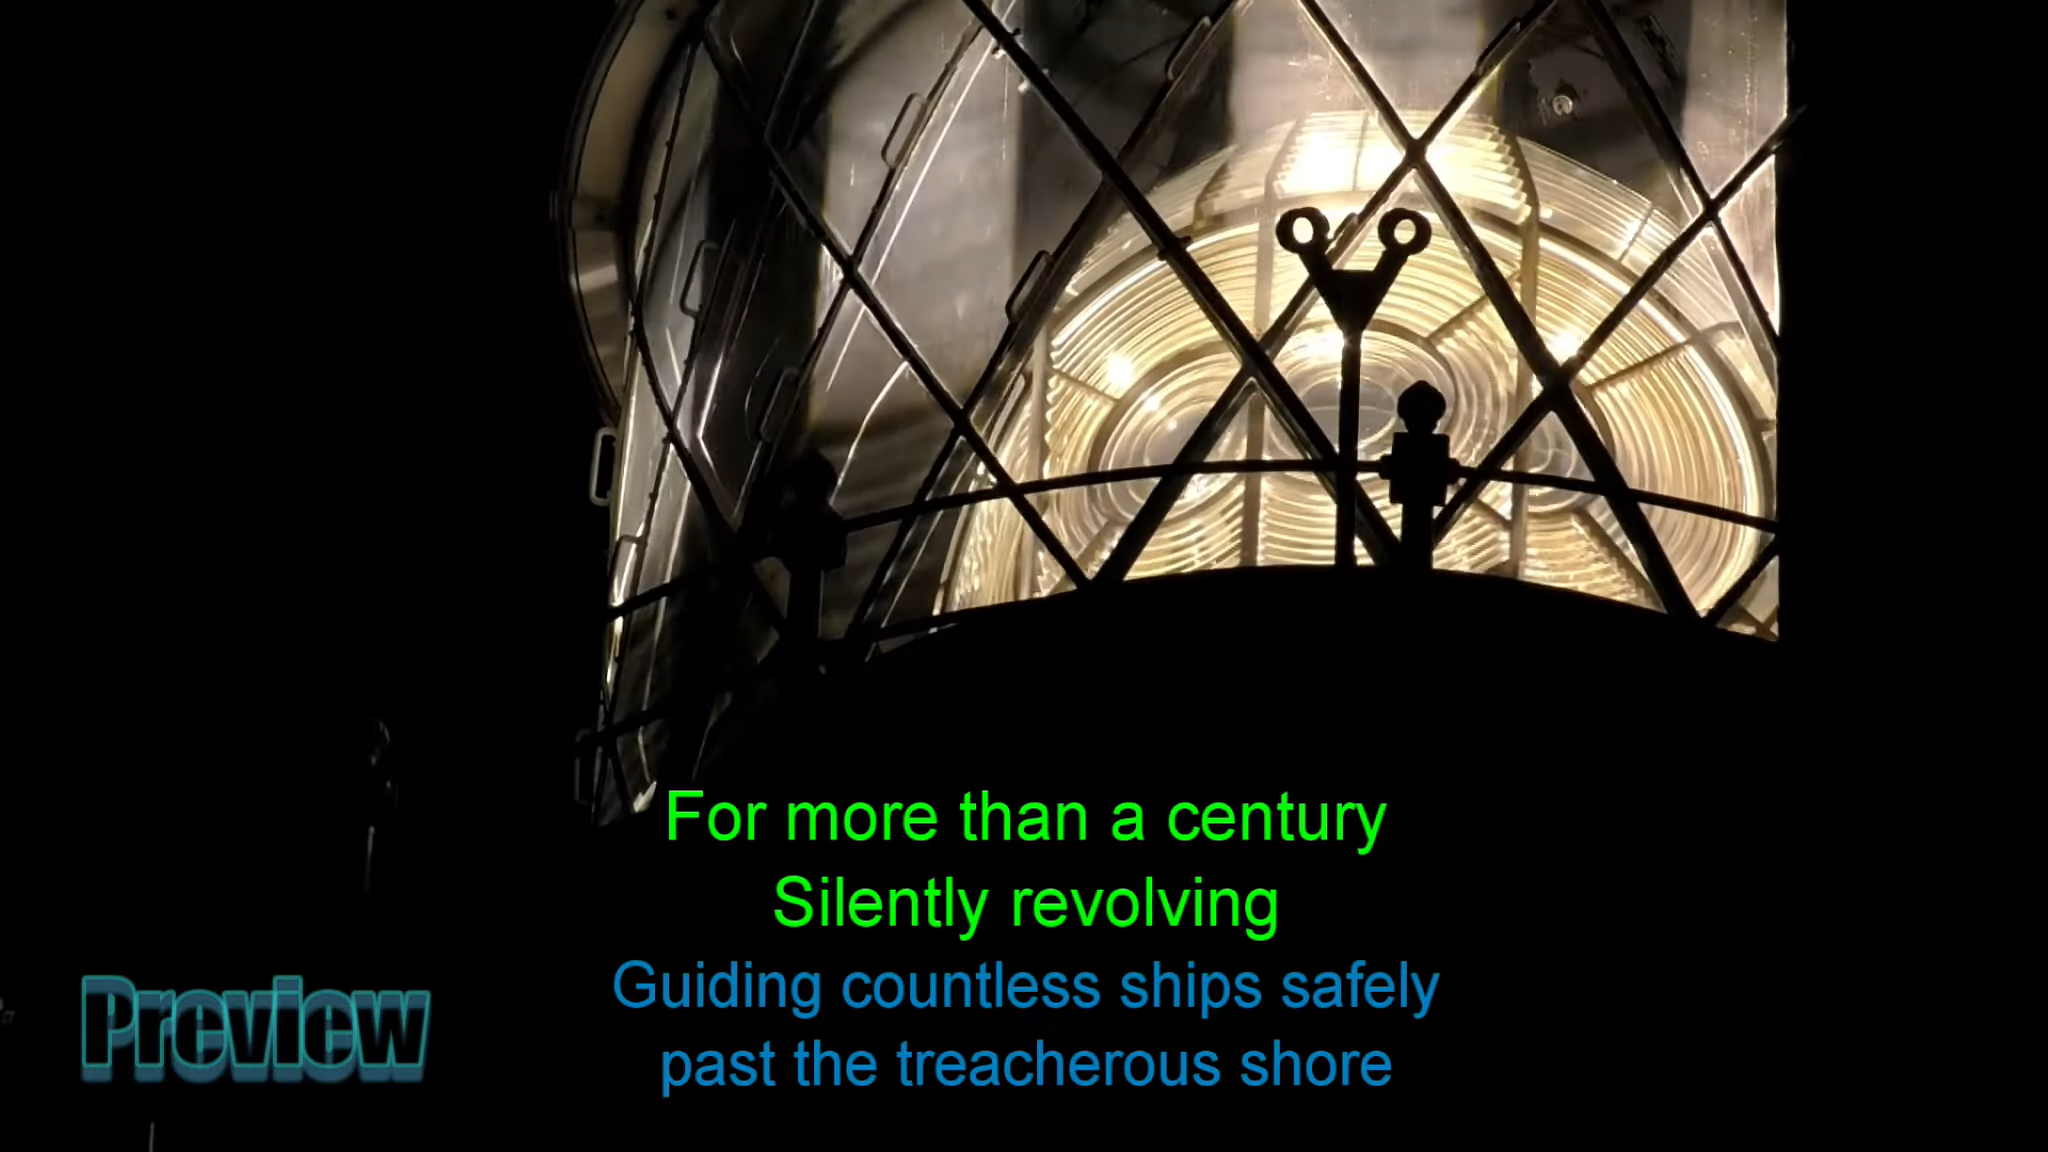 For more than a century
Silently revolving
Guiding countless ships safely
past the treacherous shore
Preview